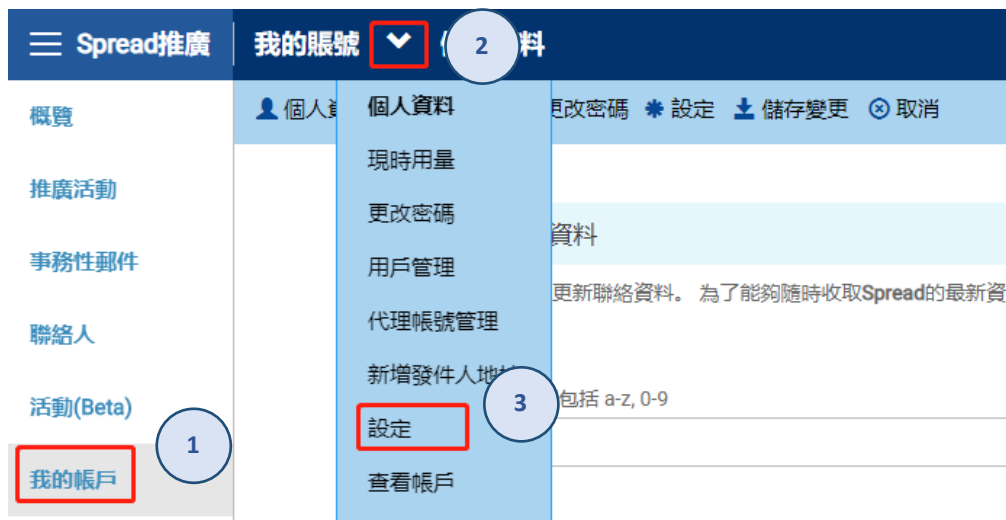 Spread推廣
我的賬號
2
料
概覽
推廣活動
事務性郵件
聯絡人
活動(Beta)
1
我的帳戶
個人資料
現時用量
更改密碼
用戶管理
代理帳號管理
新增發件人地
3
設定
查看帳戶
個人
更改密碼
設定
儲存變更
取消
資料
更新聯絡資料。 為了能夠隨時收取Spread的最新資
包括 a-z, 0-9